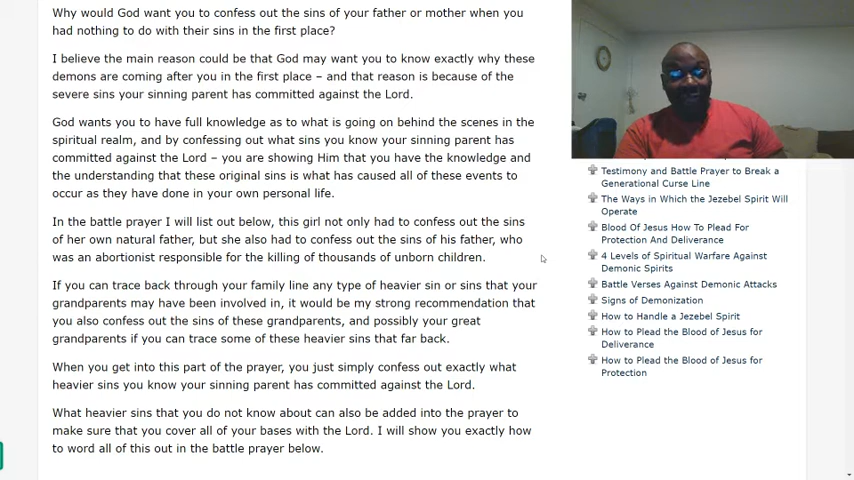 Why would God want you to confess out the sins of your father or mother when you
had nothing to do with their sins in the first place?
I believe the main reason could be that God may want you to know exactly why these
demons are coming after you in the first place – and that reason is because of the
severe sins your sinning parent has committed against the Lord.
God wants you to have full knowledge as to what is going on behind the scenes in the
spiritual realm, and by confessing out what sins you know your sinning parent has
committed against the Lord – you are showing Him that you have the knowledge and
the understanding that these original sins is what has caused all of these events to
occur as they have done in your own personal life.
In the battle prayer I will list out below, this girl not only had to confess out the sins
of her own natural father, but she also had to confess out the sins of his father, who
was an abortionist responsible for the killing of thousands of unborn children.
If you can trace back through your family line any type of heavier sin or sins that your
grandparents may have been involved in, it would be my strong recommendation that
you also confess out the sins of these grandparents, and possibly your great
grandparents if you can trace some of these heavier sins that far back.
When you get into this part of the prayer, you just simply confess out exactly what
heavier sins you know your sinning parent has committed against the Lord.
What heavier sins that you do not know about can also be added into the prayer to
make sure that you cover all of your bases with the Lord. I will show you exactly how
to word all of this out in the battle prayer below.
Testimony and Battle Prayer to Break a
Generational Curse Line
The Ways in Which the Jezebel Spirit Will
Operate
Blood Of Jesus How To Plead For
Protection And Deliverance
4 Levels of Spiritual Warfare Against
Demonic Spirits
Battle Verses Against Demonic Attacks
Signs of Demonization
How to Handle a Jezebel Spirit
How to Plead the Blood of Jesus for
Deliverance
How to Plead the Blood of Jesus for
Protection